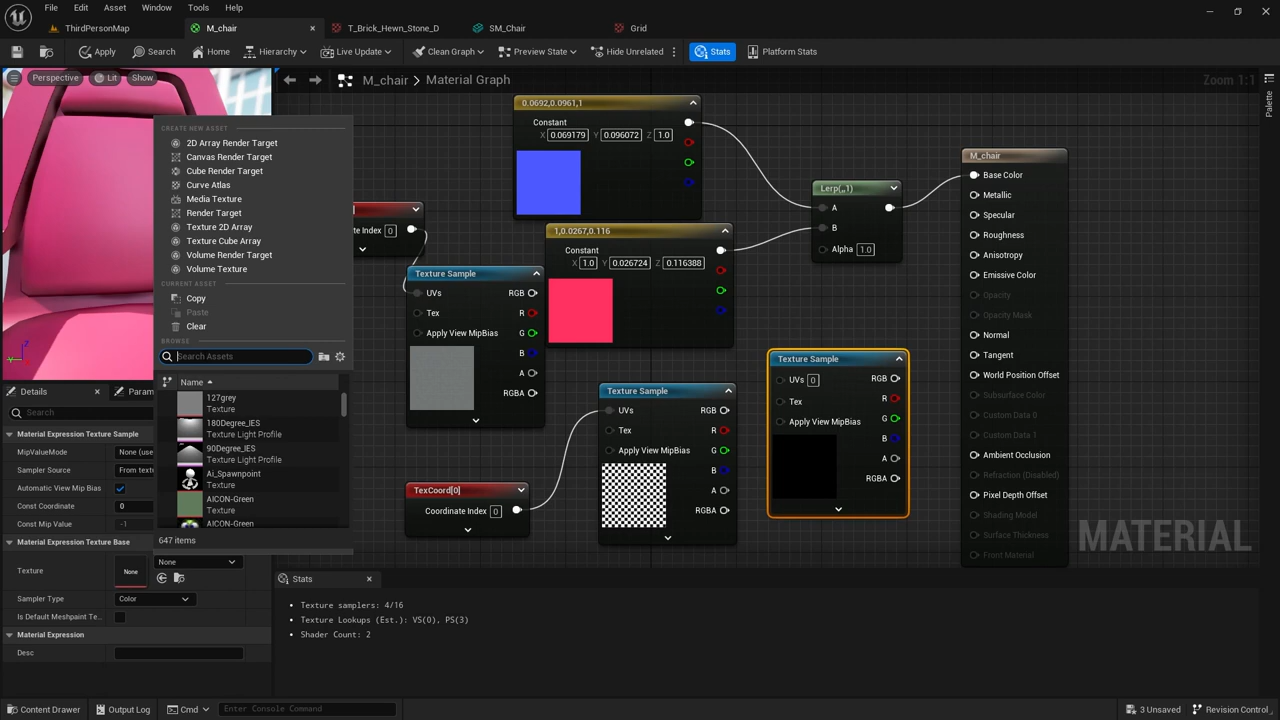 File Edit Asset Window Tools Help
ThirdPersonMap M_chair T_Brick_Hewn_Stone_D SM_Chair Grid
Apply Search Home Hierarchy Live Update Clean Graph Preview State Hide Unrelated Stats Platform Stats
Perspective Lit Show
M_chair > Material Graph
Zoom 1:1
Palette
CREATE NEW ASSET
2D Array Render Target
Canvas Render Target
Cube Render Target
Curve Atlas
Media Texture
Render Target
Texture 2D Array
Texture Cube Array
Volume Render Target
Volume Texture
CURRENT ASSET
Copy
Paste
Clear
BROWSE
Search Assets
Name
127grey
Texture
180Degree_IES
Texture Light Profile
90Degree_IES
Texture Light Profile
Ai_Spawnpoint
Texture
AICON-Green
Texture
AICON-Green
647 items
0.0692,0.0961,1
Constant
X 0.069179 Y 0.096072 Z 1.0
1,0.0267,0.116
Constant
X 1.0 Y 0.026724 Z 0.116388
te Index 0
Texture Sample
UVs RGB
Tex R
Apply View MipBias G
B
A
RGBA
Lerp(,,1)
A
B
Alpha 1.0
TexCoord[0]
Coordinate Index 0
Texture Sample
UVs RGB
Tex R
Apply View MipBias G
B
A
RGBA
Texture Sample
UVs 0 RGB
Tex R
Apply View MipBias G
B
A
RGBA
M_chair
Base Color
Metallic
Specular
Roughness
Anisotropy
Emissive Color
Opacity
Opacity Mask
Normal
Tangent
World Position Offset
Subsurface Color
Custom Data 0
Custom Data 1
Ambient Occlusion
Refraction (Disabled)
Pixel Depth Offset
Shading Model
Surface Thickness
Front Material
MATERIAL
Details Param
Search
Material Expression Texture Sample
MipValueMode None (use
Sampler Source From text
Automatic View Mip Bias
Const Coordinate 0
Const Mip Value -1
Material Expression Texture Base
Texture None None
Sampler Type Color
Is Default Meshpaint Te...
Material Expression
Desc
Stats
Texture samplers: 4/16
Texture Lookups (Est.): VS(0), PS(3)
Shader Count: 2
Content Drawer Output Log Cmd Enter Console Command 3 Unsaved Revision Control